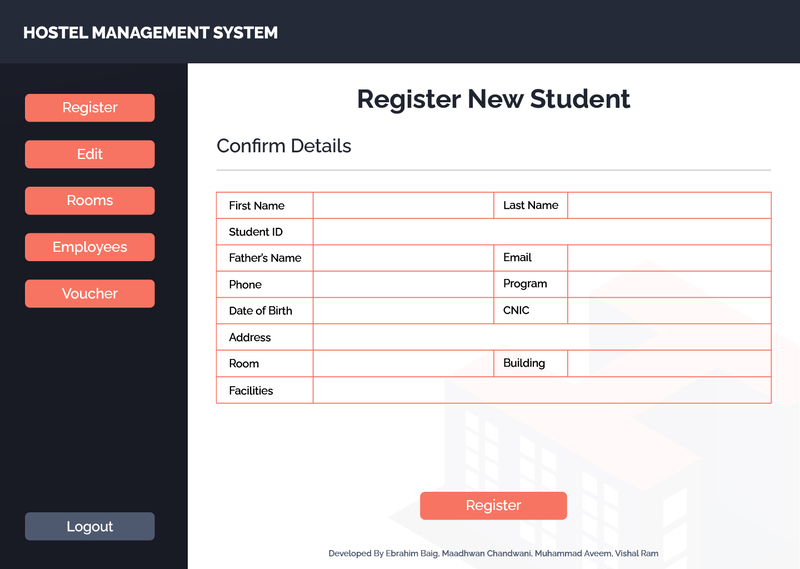 HOSTEL MANAGEMENT SYSTEM
Register
Edit
Rooms
Employees
Voucher
Logout
Register New Student
Confirm Details
First Name Last Name
Student ID
Father's Name Email
Phone Program
Date of Birth CNIC
Address
Room Building
Facilities
Register
Developed By Ebrahim Baig, Maadhwan Chandwani, Muhammad Aveem, Vishal Ram